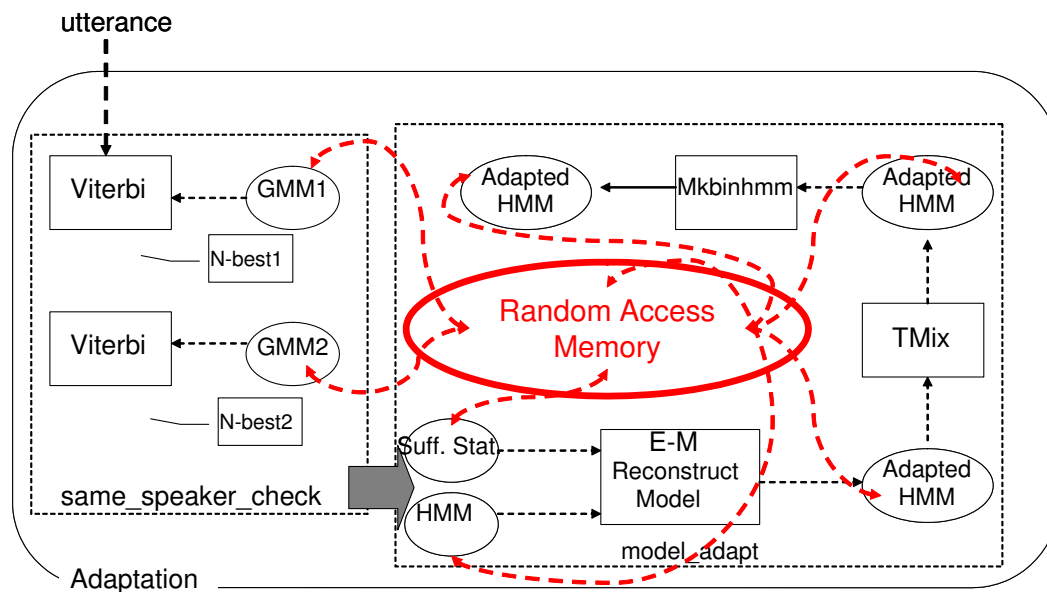 utterance
Viterbi
GMM1
N-best1
Viterbi
GMM2
N-best2
same_speaker_check
Adaptation
Adapted
HMM
Mkbinhmm
Adapted
HMM
Random Access
Memory
TMix
Suff. Stat.
HMM
E-M
Reconstruct
Model
Adapted
HMM
model_adapt